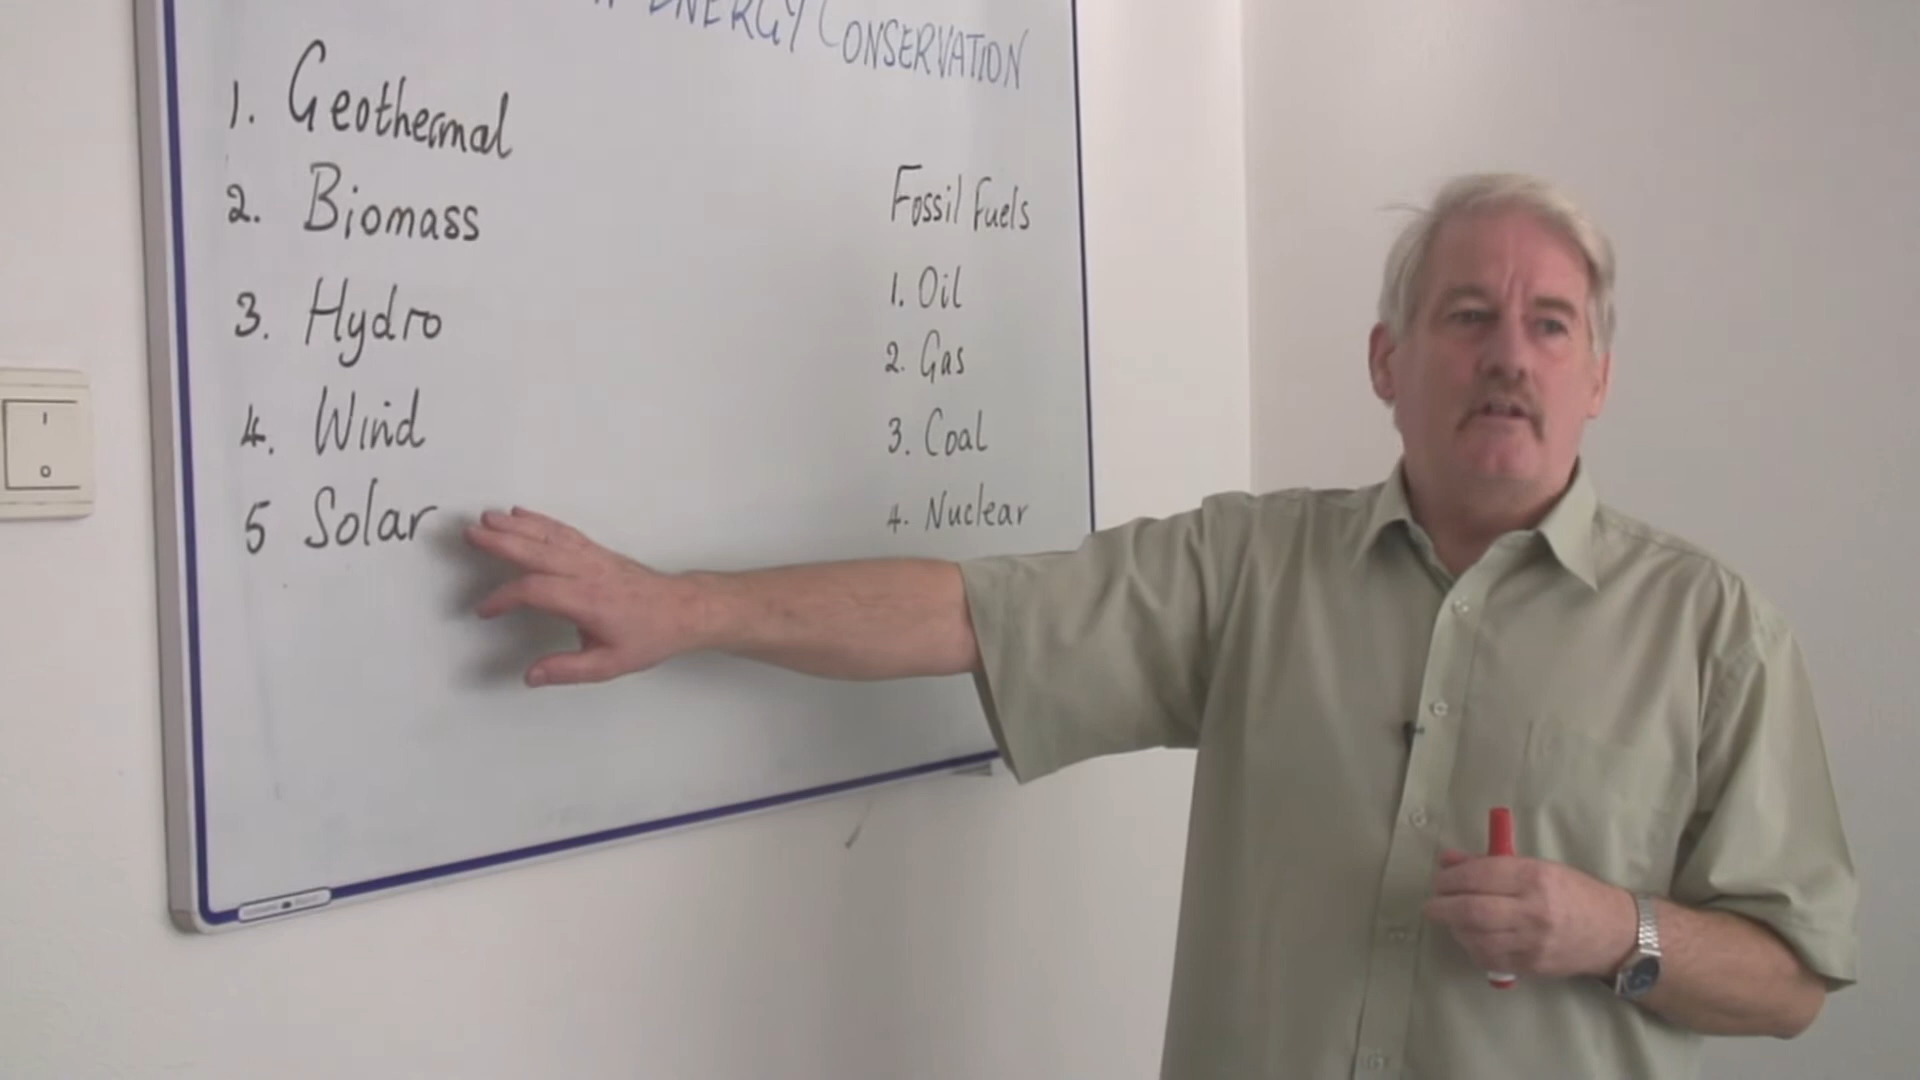 ENERGY CONSERVATION
1. Geothermal
2. Biomass
3. Hydro
4. Wind
5 Solar
Fossil Fuels
1. Oil
2. Gas
3. Coal
4. Nuclear